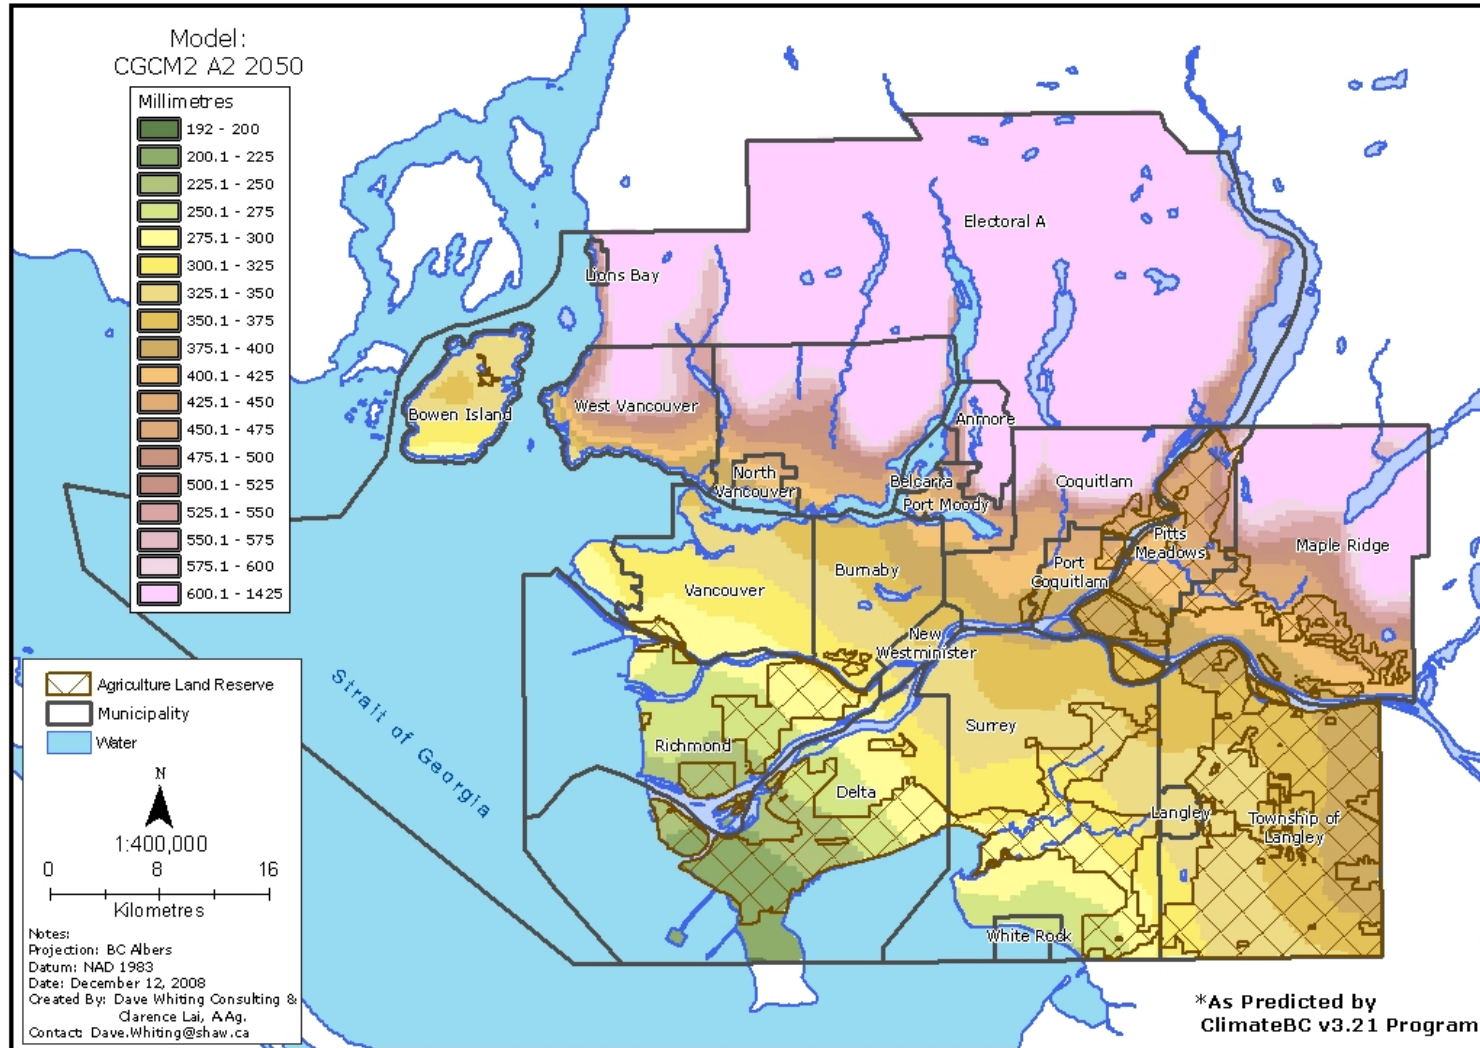 Model:
CGCM2 A2 2050
Millimetres
192 - 200
200.1 - 225
225.1 - 250
250.1 - 275
275.1 - 300
300.1 - 325
325.1 - 350
350.1 - 375
375.1 - 400
400.1 - 425
425.1 - 450
450.1 - 475
475.1 - 500
500.1 - 525
525.1 - 550
550.1 - 575
575.1 - 600
600.1 - 1425
Electoral A
Lions Bay
Bowen Island
West Vancouver
Anmore
North
Vancouver
Belcarra
Port Moody
Coquitlam
Pitts
Meadows
Maple Ridge
Port
Coquitlam
Burnaby
Vancouver
New
Westminister
Richmond
Surrey
Delta
Langley
Township of
Langley
White Rock
Strait of Georgia
Agriculture Land Reserve
Municipality
Water
N
1:400,000
0 8 16
Kilometres
Notes:
Projection: BC Albers
Datum: NAD 1983
Date: December 12, 2008
Created By: Dave Whiting Consulting &
Clarence Lai, A.Ag.
Contact: Dave.Whiting@shaw.ca
*As Predicted by
ClimateBC v3.21 Program